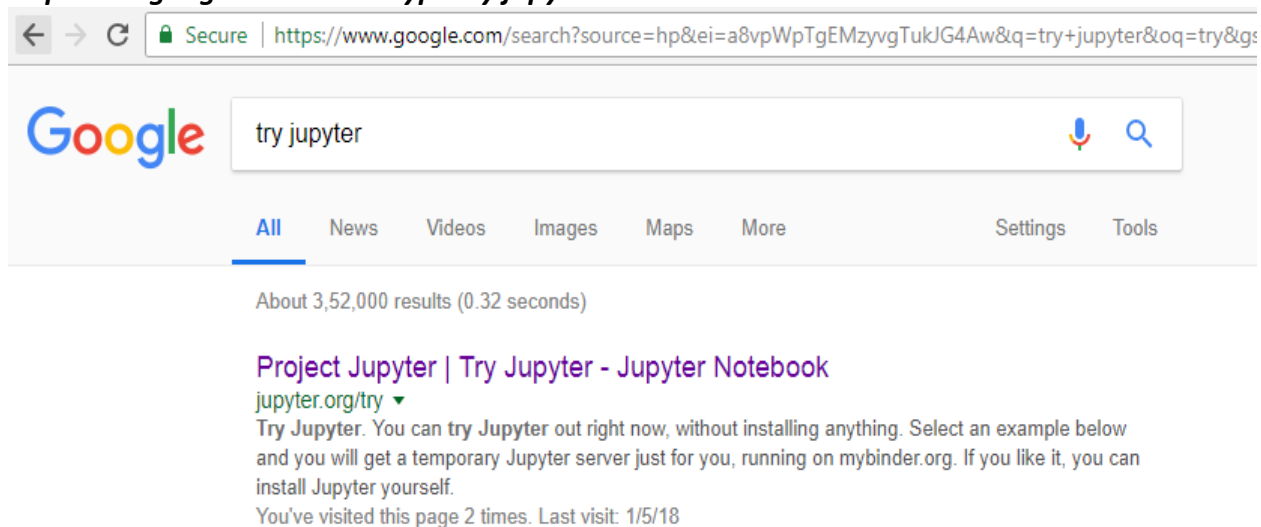 Secure | https://www.google.com/search?source=hp&ei=a8vpWpTgEMzyvgTukJG4Aw&q=try+jupyter&oq=try&gs
Google try jupyter
All News Videos Images Maps More Settings Tools
About 3,52,000 results (0.32 seconds)
Project Jupyter | Try Jupyter - Jupyter Notebook
jupyter.org/try
Try Jupyter. You can try Jupyter out right now, without installing anything. Select an example below
and you will get a temporary Jupyter server just for you, running on mybinder.org. If you like it, you can
install Jupyter yourself.
You've visited this page 2 times. Last visit: 1/5/18